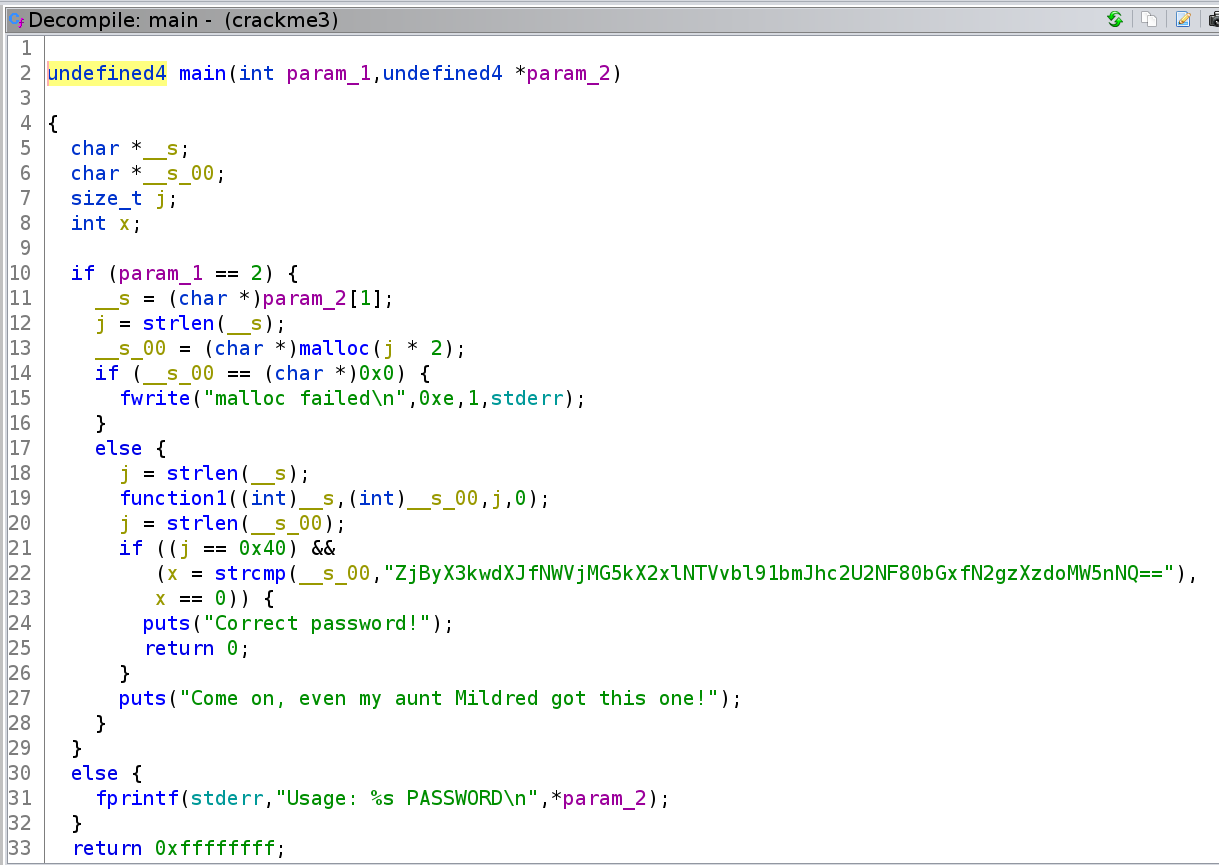 Decompile: main - (crackme3)
1
2 undefined4 main(int param_1,undefined4 *param_2)
3
4 {
5 char *__s;
6 char *__s_00;
7 size_t j;
8 int x;
9
10 if (param_1 == 2) {
11 __s = (char *)param_2[1];
12 j = strlen(__s);
13 __s_00 = (char *)malloc(j * 2);
14 if (__s_00 == (char *)0x0) {
15 fwrite("malloc failed\n",0xe,1,stderr);
16 }
17 else {
18 j = strlen(__s);
19 function1((int)__s,(int)__s_00,j,0);
20 j = strlen(__s_00);
21 if ((j == 0x40) &&
22 (x = strcmp(__s_00,"ZjByX3kwdXJfNWVjMG5kX2xlNTVvbl91bmJhc2U2NF80bGxfN2gzXzdoMW5nNQ=="),
23 x == 0)) {
24 puts("Correct password!");
25 return 0;
26 }
27 puts("Come on, even my aunt Mildred got this one!");
28 }
29 }
30 else {
31 fprintf(stderr,"Usage: %s PASSWORD\n",*param_2);
32 }
33 return 0xffffffff;